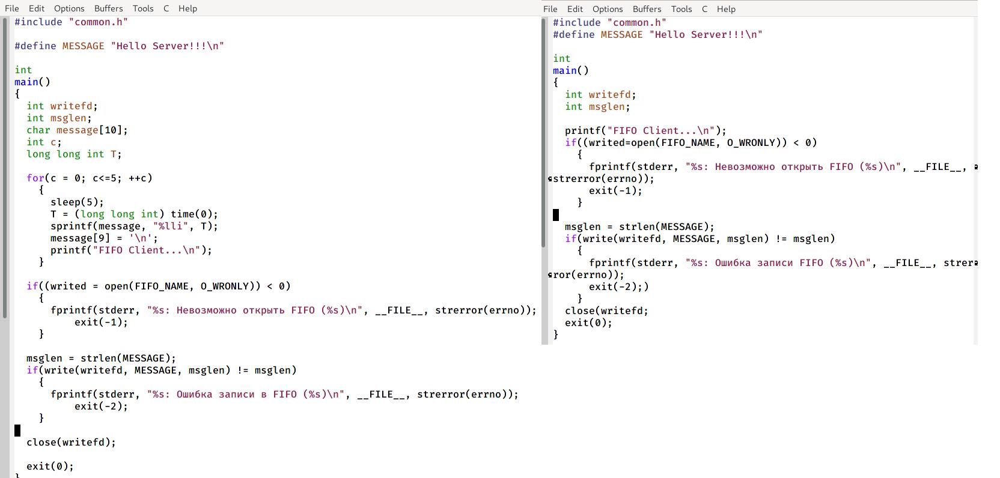 File Edit Options Buffers Tools C Help
#include "common.h"
#define MESSAGE "Hello Server!!!\n"
int
main()
{
int writefd;
int msglen;
char message[10];
int c;
long long int T;
for(c = 0; c<=5; ++c)
{
sleep(5);
T = (long long int) time(0);
sprintf(message, "%lli", T);
message[9] = '\n';
printf("FIFO Client...\n");
}
if((writed = open(FIFO_NAME, O_WRONLY)) < 0)
{
fprintf(stderr, "%s: Невозможно открыть FIFO (%s)\n", __FILE__, strerror(errno));
exit(-1);
}
msglen = strlen(MESSAGE);
if(write(writefd, MESSAGE, msglen) != msglen)
{
fprintf(stderr, "%s: Ошибка записи в FIFO (%s)\n", __FILE__, strerror(errno));
exit(-2);
}
close(writefd);
exit(0);
}
File Edit Options Buffers Tools C Help
#include "common.h"
#define MESSAGE "Hello Server!!!\n"
int
main()
{
int writefd;
int msglen;
printf("FIFO Client...\n");
if((writed=open(FIFO_NAME, O_WRONLY)) < 0)
{
fprintf(stderr, "%s: Невозможно открыть FIFO (%s)\n", __FILE__,
strerror(errno));
exit(-1);
}
msglen = strlen(MESSAGE);
if(write(writefd, MESSAGE, msglen) != msglen)
{
fprintf(stderr, "%s: Ошибка записи FIFO (%s)\n", __FILE__, strer
ror(errno));
exit(-2);)
}
close(writefd;
exit(0);
}